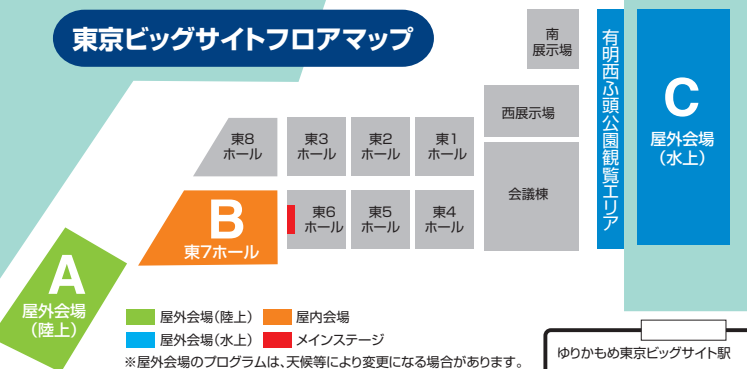 東京ビッグサイトフロアマップ
南
展示場
西展示場
会議棟
有明西ふ頭公園観覧エリア
C
屋外会場
（水上）
東8
ホール
東3
ホール
東2
ホール
東1
ホール
B
東7ホール
東6
ホール
東5
ホール
東4
ホール
A
屋外会場
（陸上）
屋外会場（陸上）
屋内会場
屋外会場（水上）
メインステージ
※屋外会場のプログラムは、天候等により変更になる場合があります。
ゆりかもめ東京ビッグサイト駅